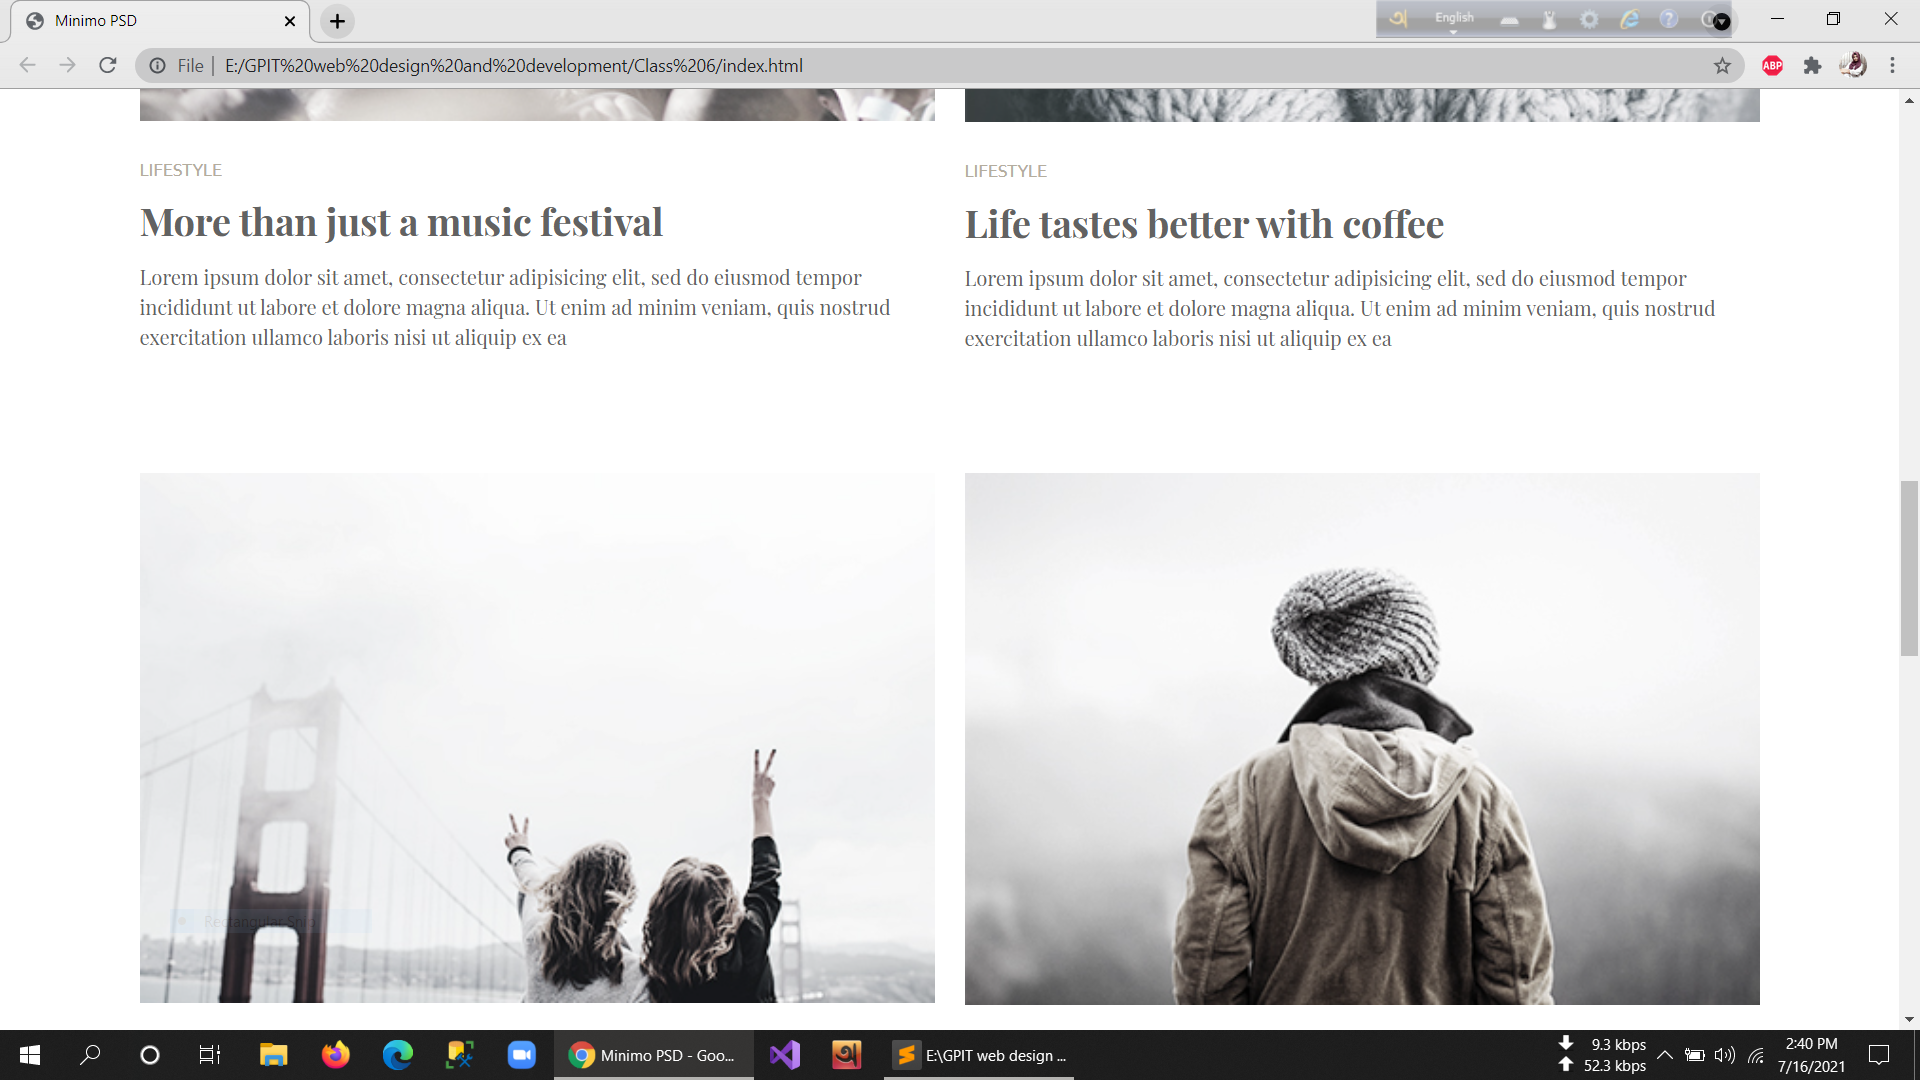 Minimo PSD
English
File
E:/GPIT%20web%20design%20and%20development/Class%206/index.html
ABP
LIFESTYLE
More than just a music festival
Lorem ipsum dolor sit amet, consectetur adipisicing elit, sed do eiusmod tempor
incididunt ut labore et dolore magna aliqua. Ut enim ad minim veniam, quis nostrud
exercitation ullamco laboris nisi ut aliquip ex ea
LIFESTYLE
Life tastes better with coffee
Lorem ipsum dolor sit amet, consectetur adipisicing elit, sed do eiusmod tempor
incididunt ut labore et dolore magna aliqua. Ut enim ad minim veniam, quis nostrud
exercitation ullamco laboris nisi ut aliquip ex ea
Rectangular Snip
Minimo PSD - Goo...
E:\GPIT web design ...
9.3 kbps
52.3 kbps
2:40 PM
7/16/2021